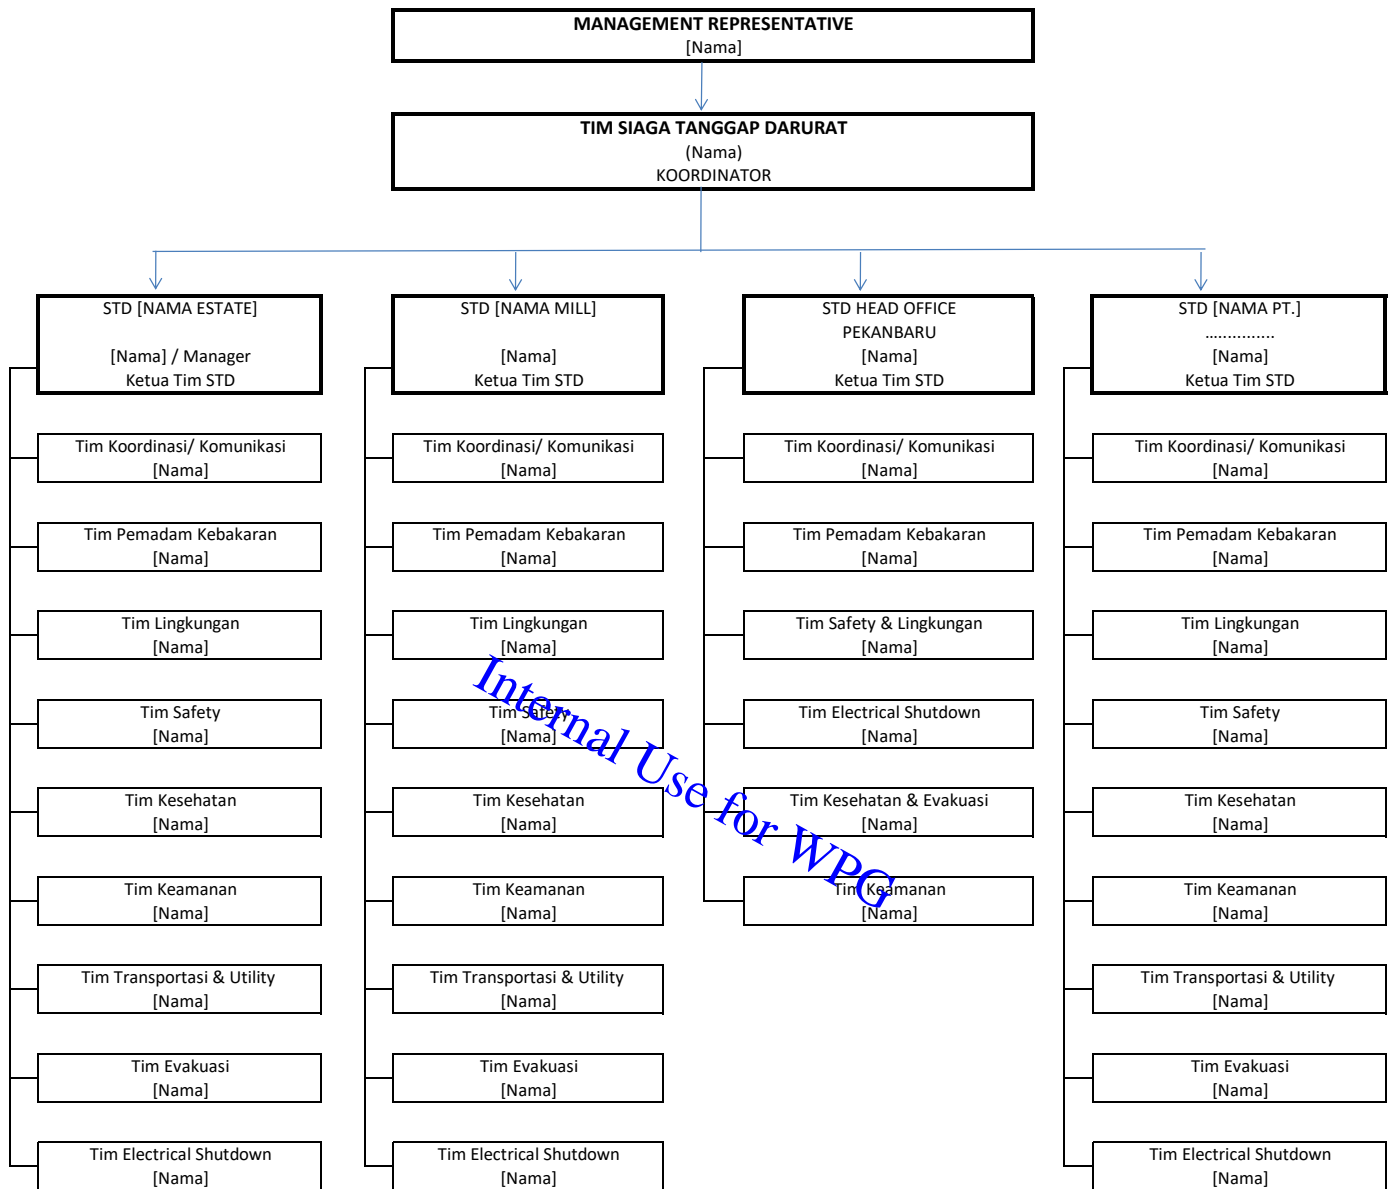 MANAGEMENT REPRESENTATIVE
[Nama]
TIM SIAGA TANGGAP DARURAT
(Nama)
KOORDINATOR
STD [NAMA ESTATE]
[Nama] / Manager
Ketua Tim STD
Tim Koordinasi/ Komunikasi
[Nama]
Tim Pemadam Kebakaran
[Nama]
Tim Lingkungan
[Nama]
Tim Safety
[Nama]
Tim Kesehatan
[Nama]
Tim Keamanan
[Nama]
Tim Transportasi & Utility
[Nama]
Tim Evakuasi
[Nama]
Tim Electrical Shutdown
[Nama]
STD [NAMA MILL]
[Nama]
Ketua Tim STD
Tim Koordinasi/ Komunikasi
[Nama]
Tim Pemadam Kebakaran
[Nama]
Tim Lingkungan
[Nama]
Tim Safety
[Nama]
Tim Kesehatan
[Nama]
Tim Keamanan
[Nama]
Tim Transportasi & Utility
[Nama]
Tim Evakuasi
[Nama]
Tim Electrical Shutdown
[Nama]
STD HEAD OFFICE
PEKANBARU
[Nama]
Ketua Tim STD
Tim Koordinasi/ Komunikasi
[Nama]
Tim Pemadam Kebakaran
[Nama]
Tim Safety & Lingkungan
[Nama]
Tim Electrical Shutdown
[Nama]
Tim Kesehatan & Evakuasi
[Nama]
Tim Keamanan
[Nama]
STD [NAMA PT.]
…...........
[Nama]
Ketua Tim STD
Tim Koordinasi/ Komunikasi
[Nama]
Tim Pemadam Kebakaran
[Nama]
Tim Lingkungan
[Nama]
Tim Safety
[Nama]
Tim Kesehatan
[Nama]
Tim Keamanan
[Nama]
Tim Transportasi & Utility
[Nama]
Tim Evakuasi
[Nama]
Tim Electrical Shutdown
[Nama]
Internal Use for WPG